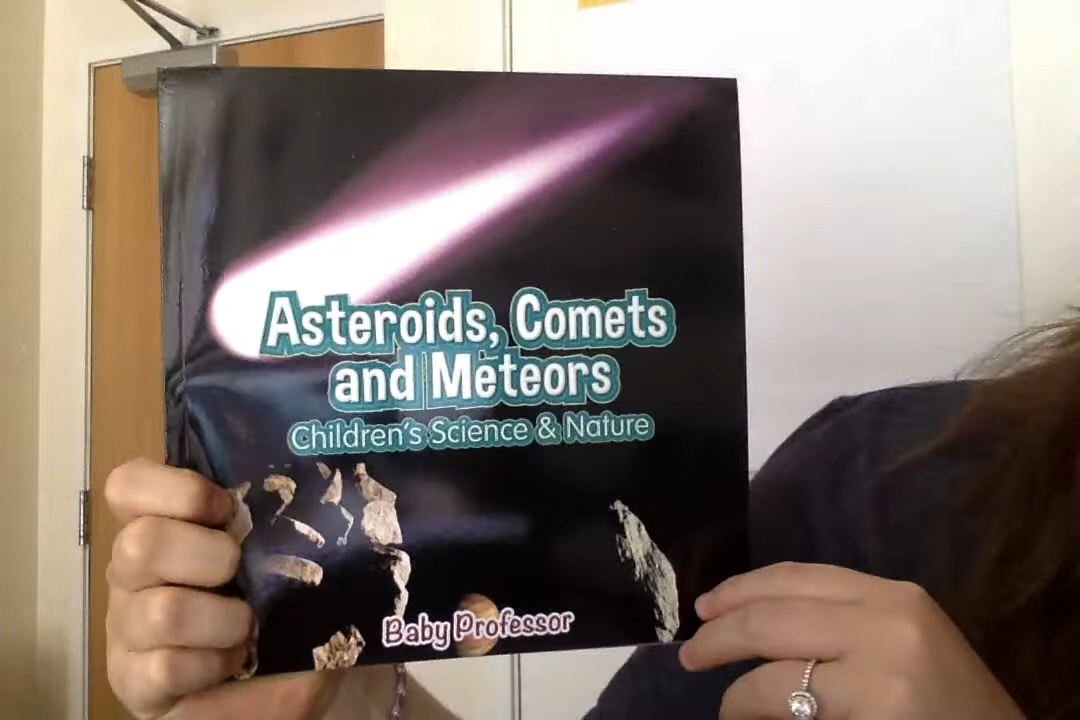 Asteroids, Comets
and Meteors
Children's Science & Nature
Baby Professor